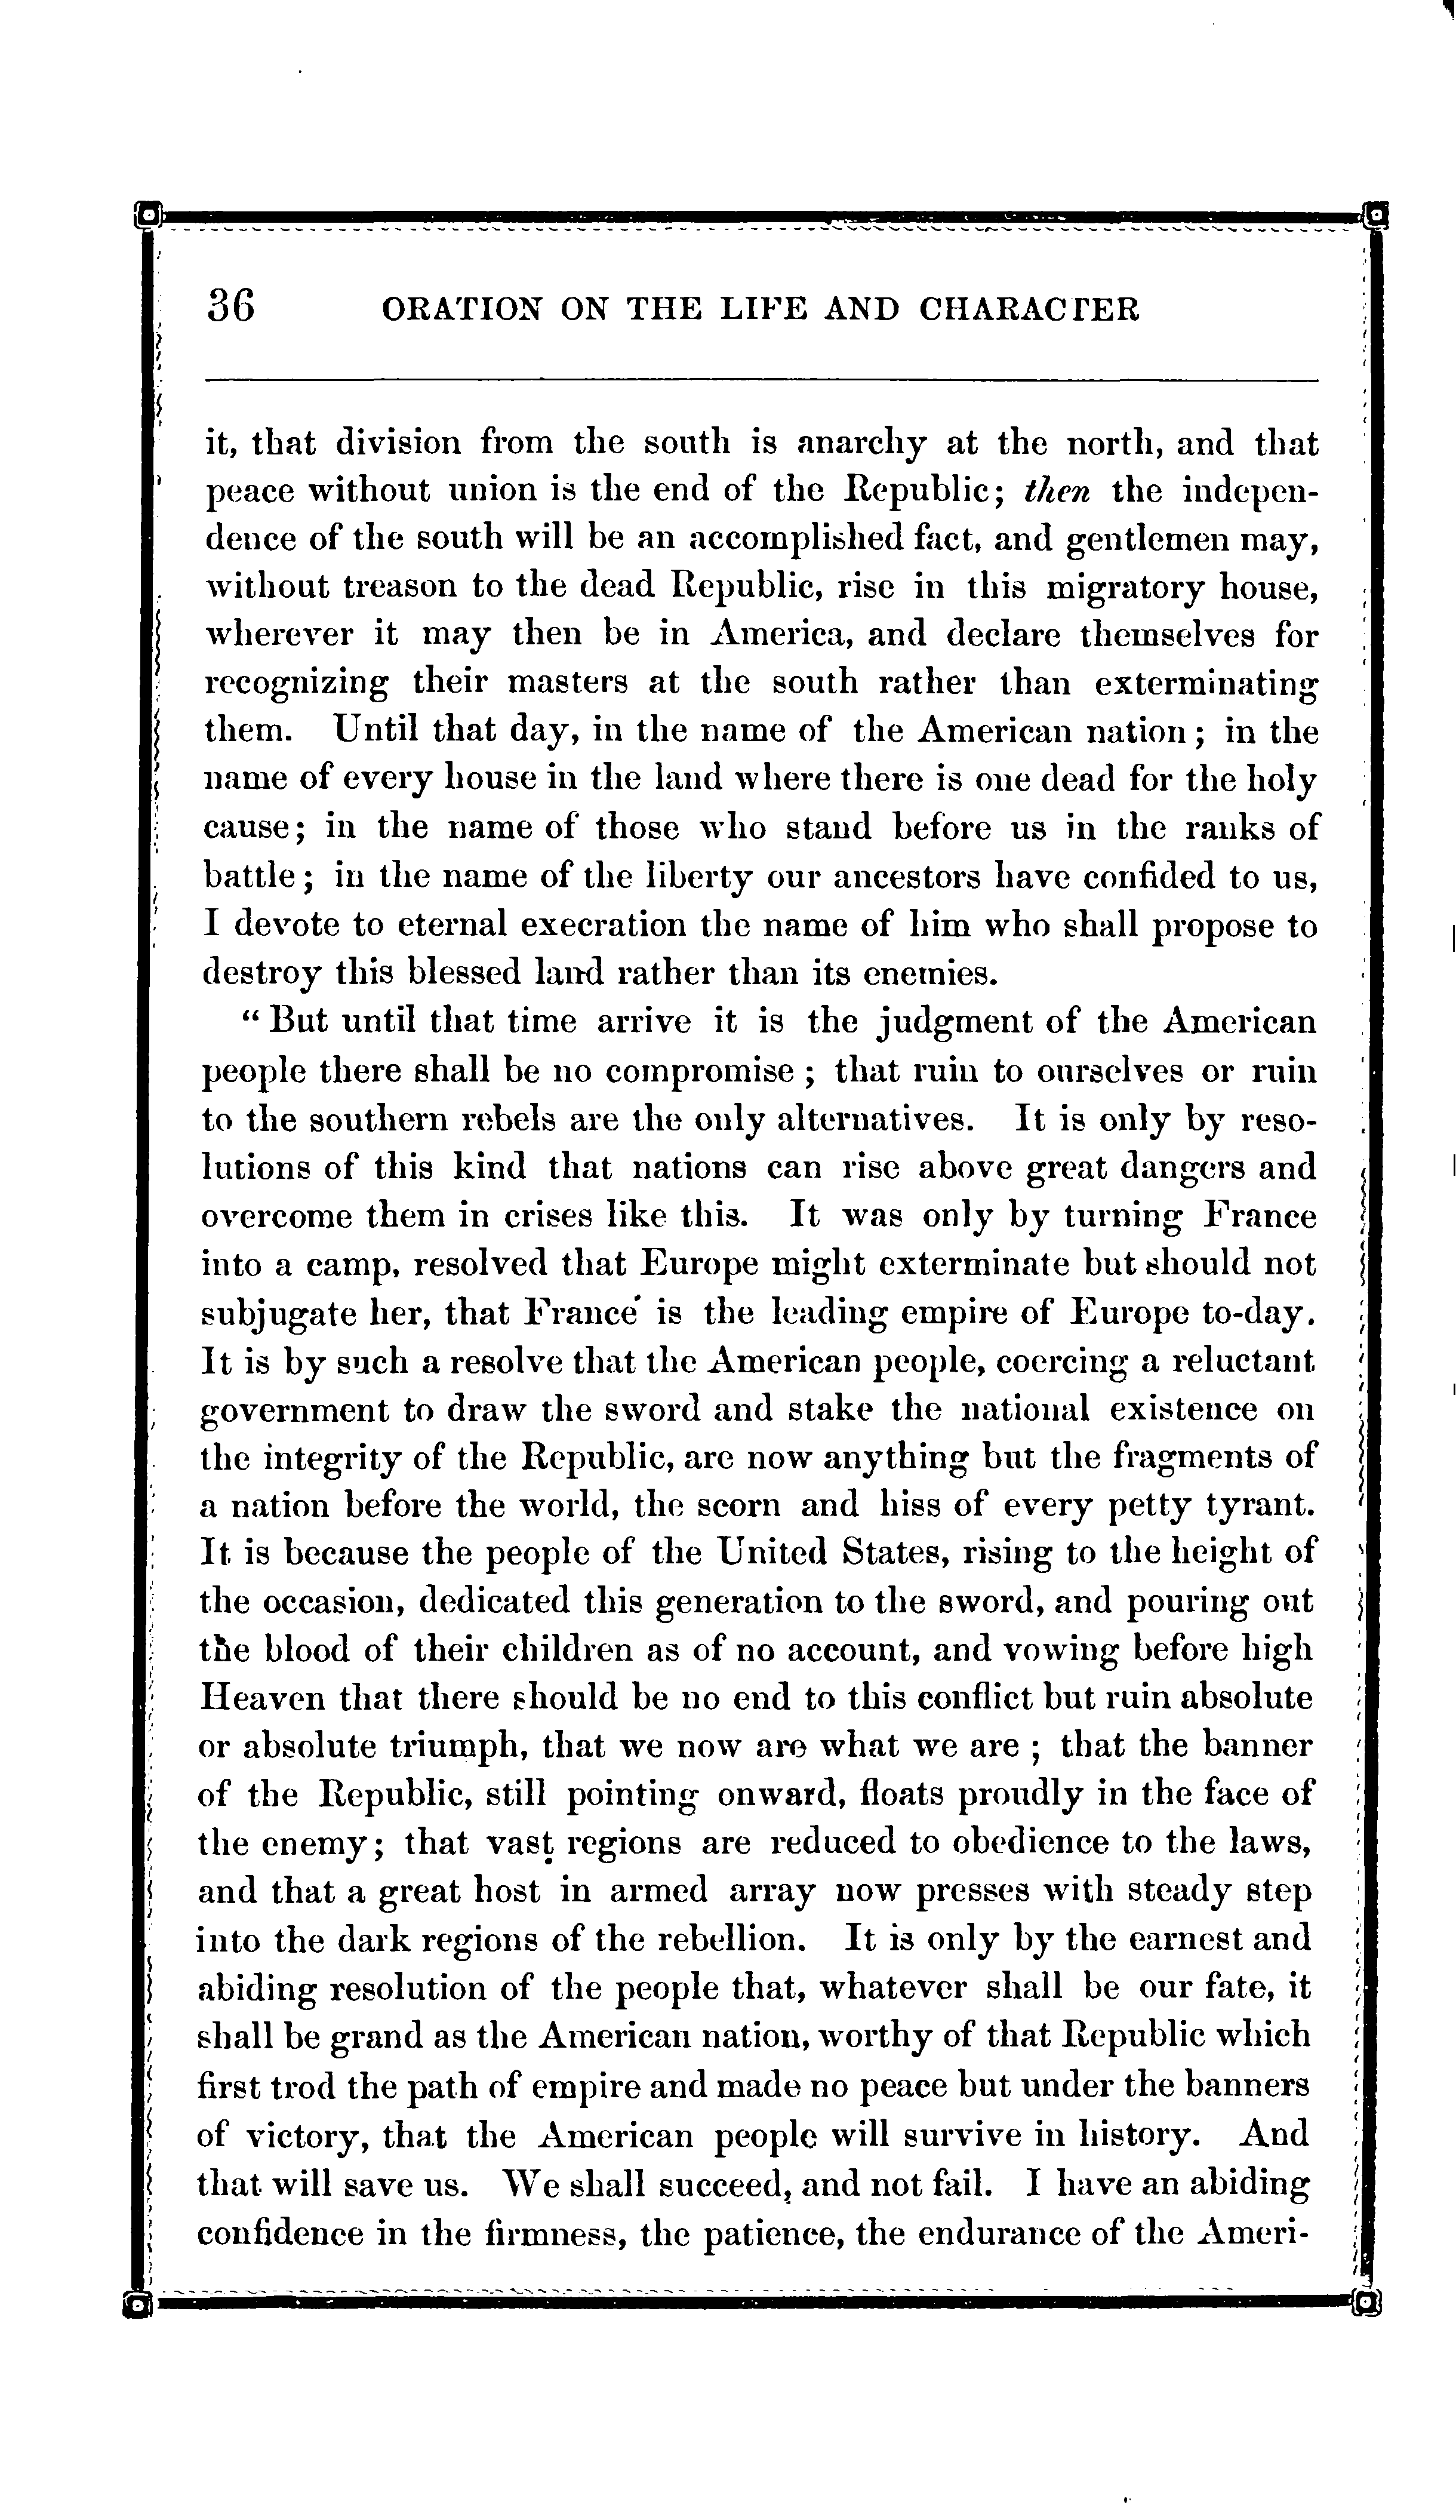 36 ORATION ON THE LIFE AND CHARACTER
it, that division from the south is anarchy at the north, and that
peace without union is the end of the Republic; then the indepen-
dence of the south will be an accomplished fact, and gentlemen may,
without treason to the dead Republic, rise in this migratory house,
wherever it may then be in America, and declare themselves for
recognizing their masters at the south rather than exterminating
them. Until that day, in the name of the American nation; in the
name of every house in the land where there is one dead for the holy
cause; in the name of those who stand before us in the ranks of
battle; in the name of the liberty our ancestors have confided to us,
I devote to eternal execration the name of him who shall propose to
destroy this blessed land rather than its enemies.
“But until that time arrive it is the judgment of the American
people there shall be no compromise; that ruin to ourselves or ruin
to the southern rebels are the only alternatives. It is only by reso-
lutions of this kind that nations can rise above great dangers and
overcome them in crises like this. It was only by turning France
into a camp, resolved that Europe might exterminate but should not
subjugate her, that France is the leading empire of Europe to-day.
It is by such a resolve that the American people, coercing a reluctant
government to draw the sword and stake the national existence on
the integrity of the Republic, are now anything but the fragments of
a nation before the world, the scorn and hiss of every petty tyrant.
It is because the people of the United States, rising to the height of
the occasion, dedicated this generation to the sword, and pouring out
the blood of their children as of no account, and vowing before high
Heaven that there should be no end to this conflict but ruin absolute
or absolute triumph, that we now are what we are; that the banner
of the Republic, still pointing onward, floats proudly in the face of
the enemy; that vast regions are reduced to obedience to the laws,
and that a great host in armed array now presses with steady step
into the dark regions of the rebellion. It is only by the earnest and
abiding resolution of the people that, whatever shall be our fate, it
shall be grand as the American nation, worthy of that Republic which
first trod the path of empire and made no peace but under the banners
of victory, that the American people will survive in history. And
that will save us. We shall succeed, and not fail. I have an abiding
confidence in the firmness, the patience, the endurance of the Ameri-